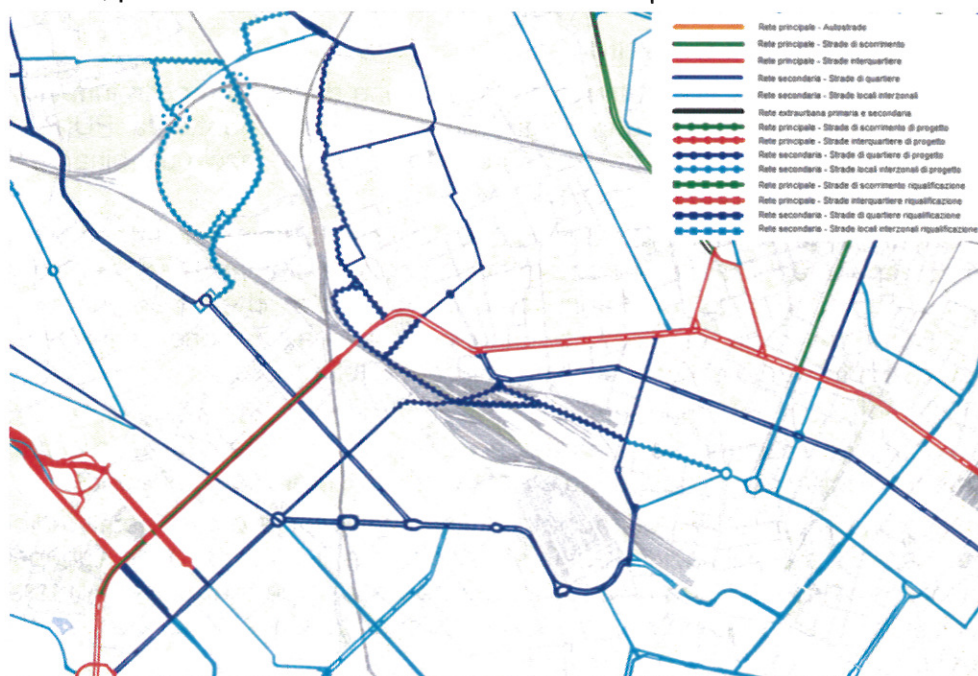 Rete principale - Autostrade
Rete principale - Strade di scorrimento
Rete principale - Strade interquartiere
Rete secondaria - Strade di quartiere
Rete secondaria - Strade locali interzonali
Rete extraurbana primaria e secondaria
Rete principale - Strade di scorrimento di progetto
Rete principale - Strade interquartiere di progetto
Rete secondaria - Strade di quartiere di progetto
Rete secondaria - Strade locali interzonali di progetto
Rete principale - Strade di scorrimento riqualificazione
Rete principale - Strade interquartiere riqualificazione
Rete secondaria - Strade di quartiere riqualificazione
Rete secondaria - Strade locali interzonali riqualificazione